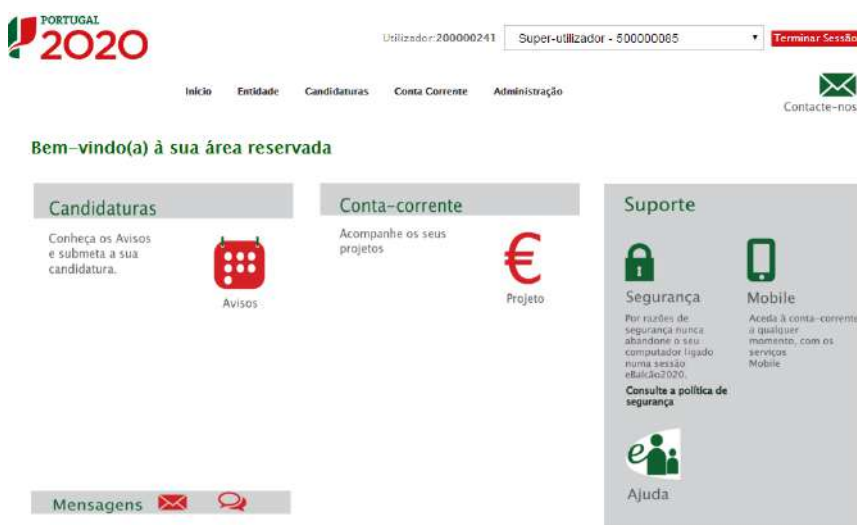 PORTUGAL
2020
Utilizador:200000241
Super-utilizador - 500000085
Terminar Sessão
Início Entidade Candidaturas Conta Corrente Administração
Contacte-nos
Bem-vindo(a) à sua área reservada
Candidaturas
Conheça os Avisos
e submeta a sua
candidatura.
Avisos
Conta-corrente
Acompanhe os seus
projetos
Projeto
Suporte
Segurança
Por razões de
segurança nunca
abandone o seu
computador ligado
numa sessão
eBalcão2020.
Consulte a política de
segurança
Mobile
Aceda à conta-corrente
a qualquer
momento, com os
serviços
Mobile
Ajuda
Mensagens